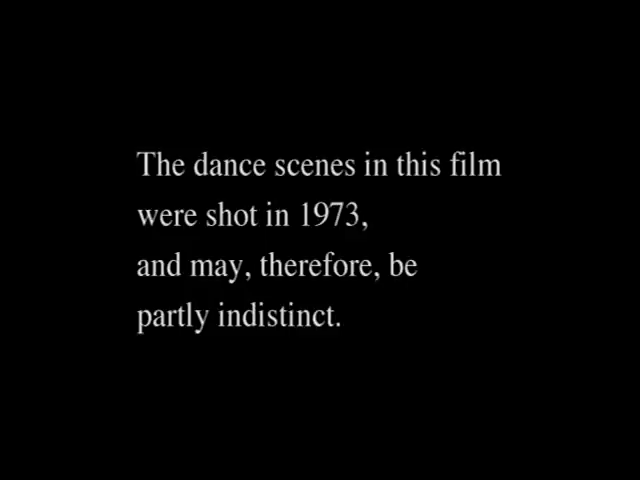 The dance scenes in this film
were shot in 1973,
and may, therefore, be
partly indistinct.